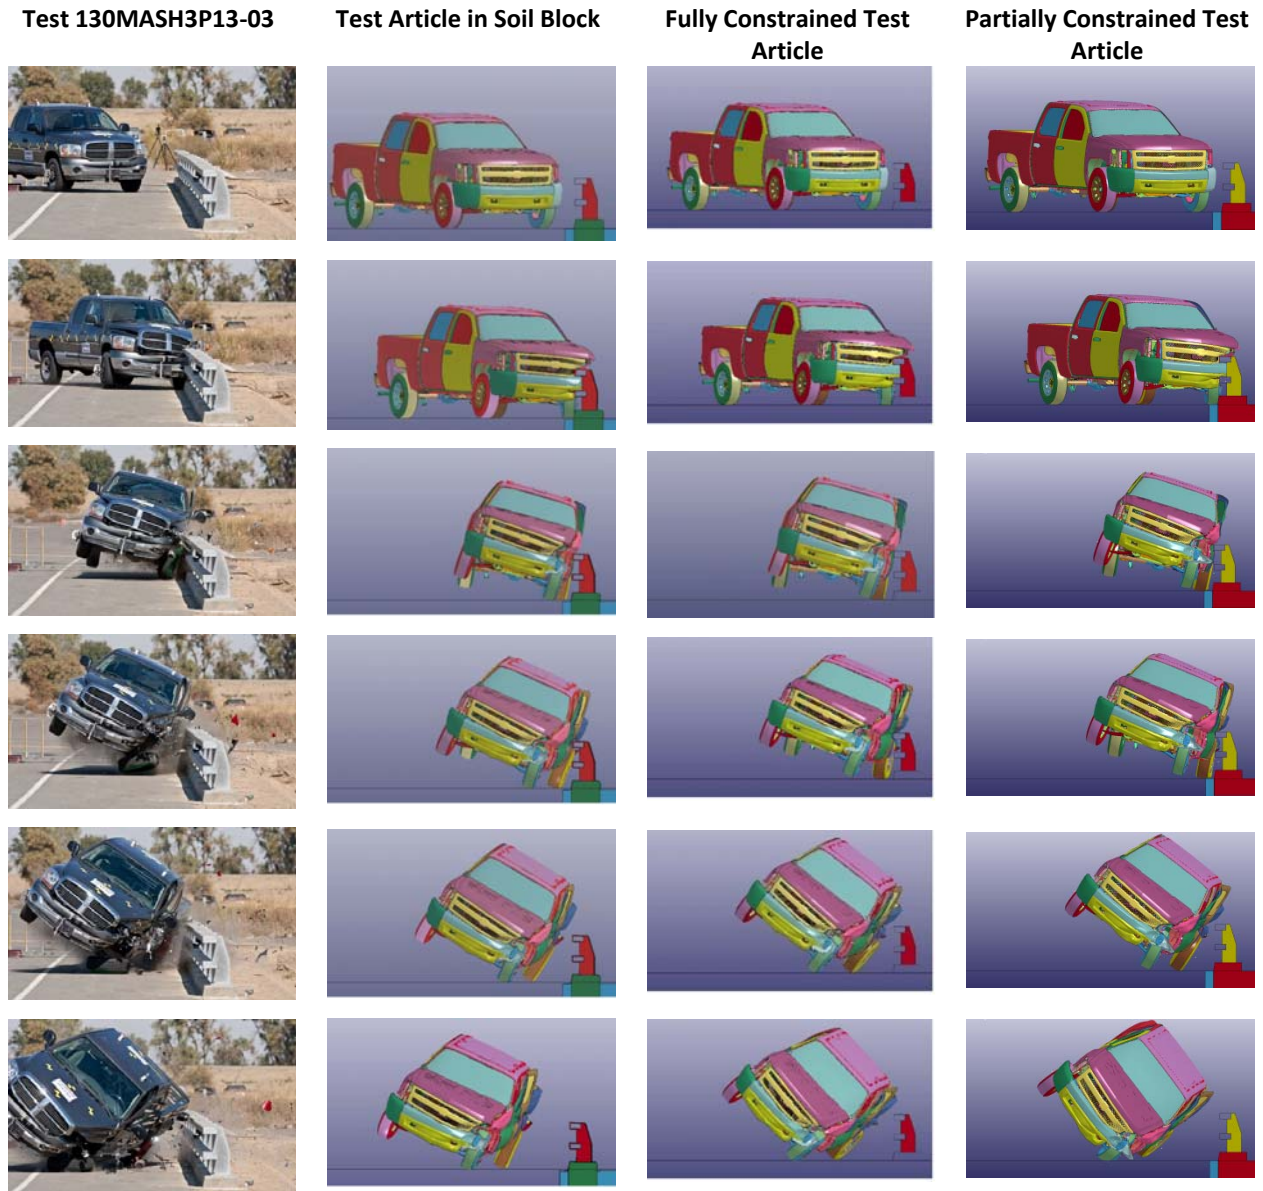 Test 130MASH3P13-03
Test Article in Soil Block
Fully Constrained Test
Article
Partially Constrained Test
Article